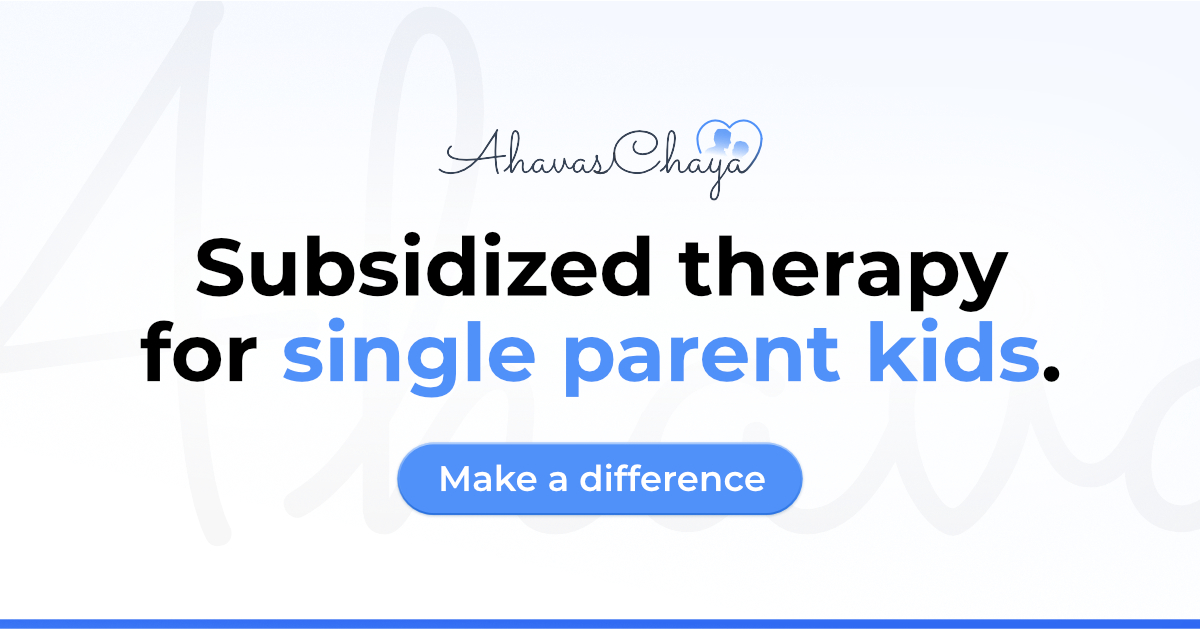 AhavasChaya
Subsidized therapy
for single parent kids.
Make a difference